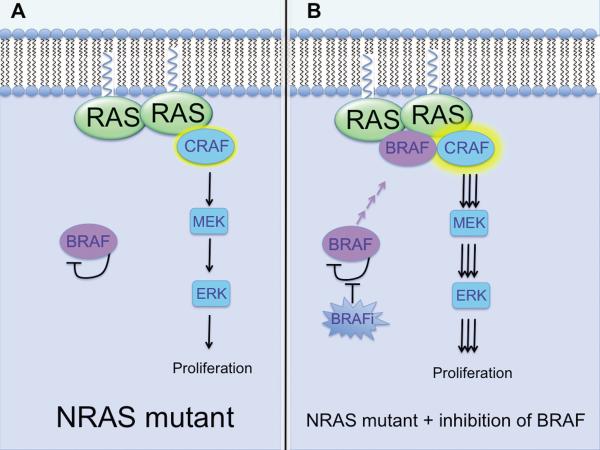 A
RAS RAS
CRAF
MEK
BRAF
ERK
Proliferation
NRAS mutant
B
RAS RAS
BRAF CRAF
MEK
BRAF
ERK
BRAFi
Proliferation
NRAS mutant + inhibition of BRAF